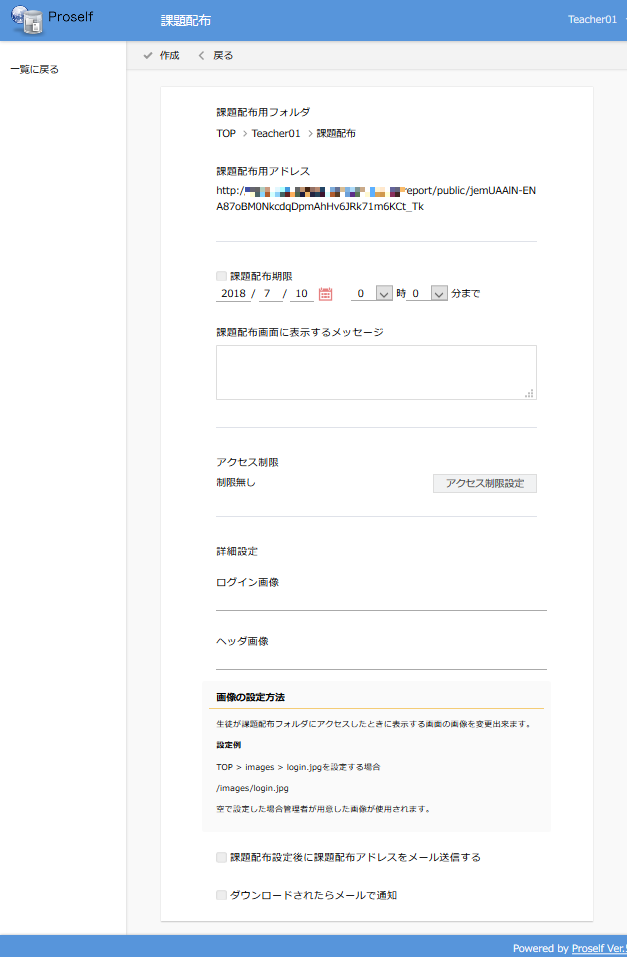 Proself
課題配布
Teacher01
作成
戻る
一覧に戻る
課題配布用フォルダ
TOP > Teacher01 > 課題配布
課題配布用アドレス
http:/ report/public/jemUAAlN-EN
A87oBM0NkcdqDpmAhHv6JRk71m6KCt_Tk
課題配布期限
2018 / 7 / 10 0 時 0 分まで
課題配布画面に表示するメッセージ
アクセス制限
制限無し
アクセス制限設定
詳細設定
ログイン画像
ヘッダ画像
画像の設定方法
生徒が課題配布フォルダにアクセスしたときに表示する画面の画像を変更出来ます。
設定例
TOP > images > login.jpgを設定する場合
/images/login.jpg
空で設定した場合管理者が用意した画像が使用されます。
課題配布設定後に課題配布アドレスをメール送信する
ダウンロードされたらメールで通知
Powered by Proself Ver.5